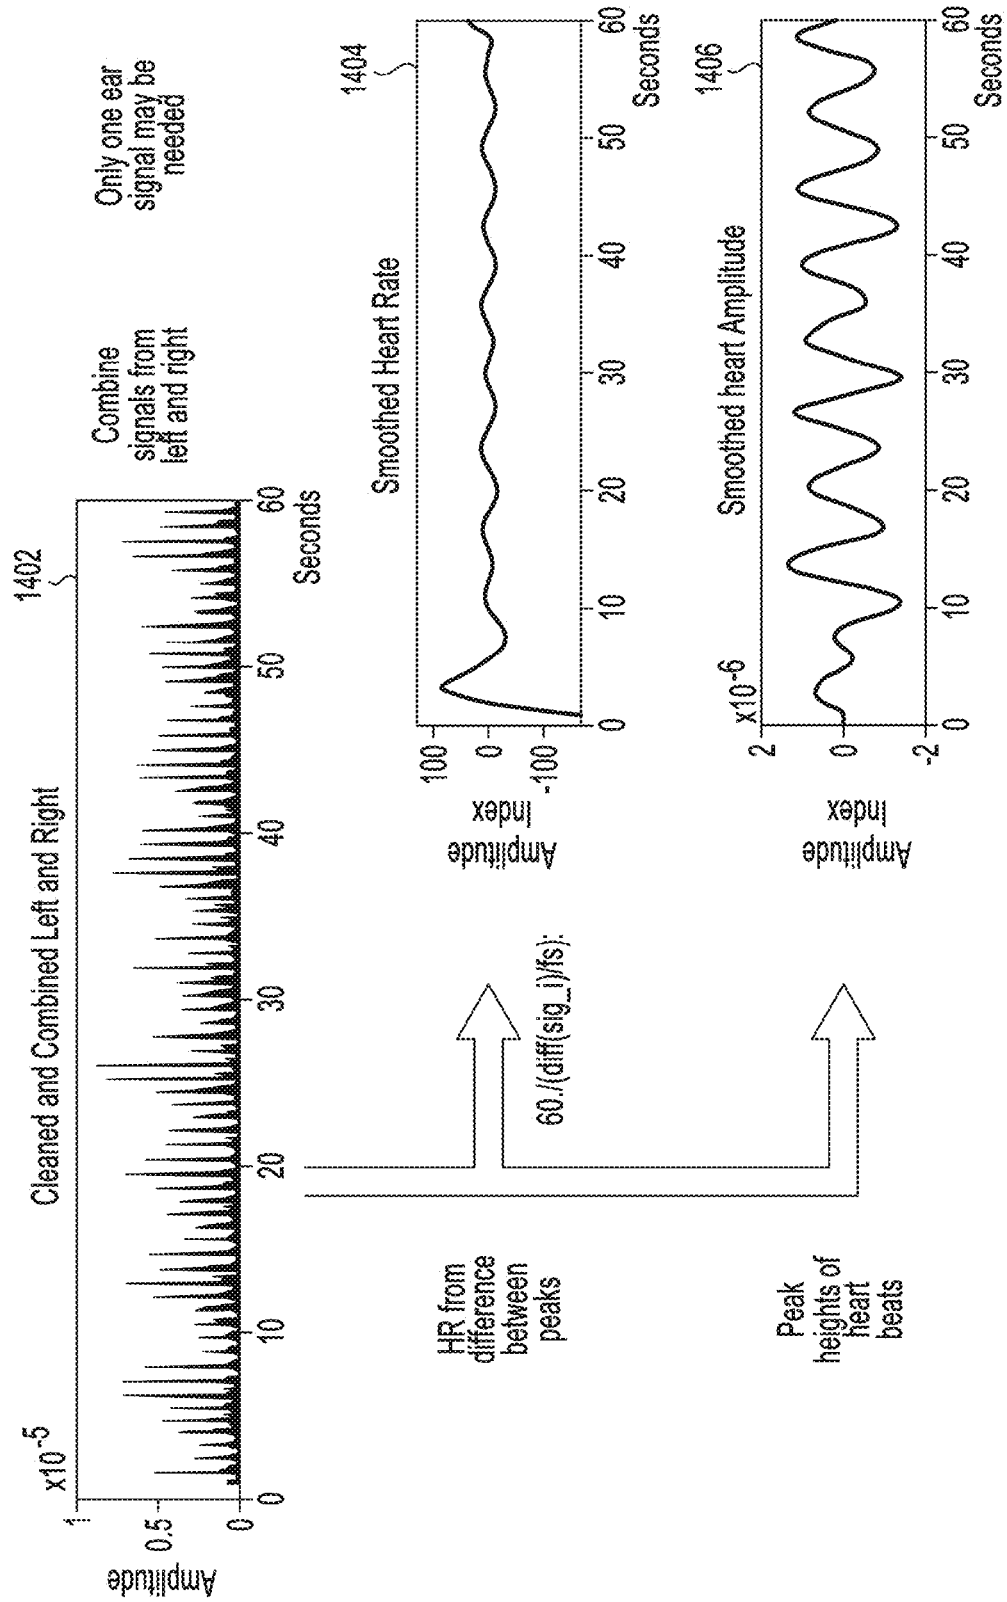 Cleaned and Combined Left and Right
1402
x10-5
1
0.5
0
Amplitude
0
10
20
30
40
50
60
Seconds
Combine
signals from
left and right
Only one ear
signal may be
needed
HR from
difference
between
peaks
60./(diff(sig_i)/fs):
Smoothed Heart Rate
1404
100
0
-100
Amplitude
Index
0
10
20
30
40
50
60
Seconds
Peak
heights of
heart
beats
Smoothed heart Amplitude
1406
x10-6
2
0
-2
Amplitude
Index
0
10
20
30
40
50
60
Seconds